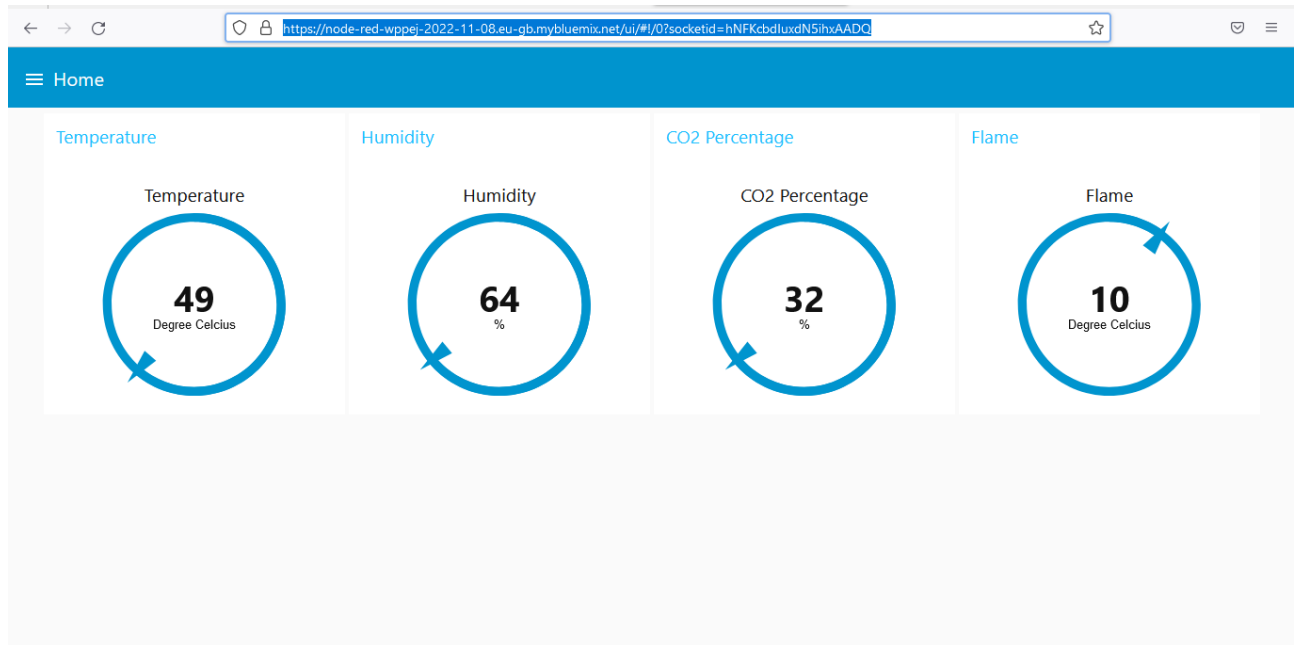 https://node-red-wppej-2022-11-08.eu-gb.mybluemix.net/ui/#!/0?socketid=hNFKcbdIuxdN5ihxAADQ
Home
Temperature
Humidity
CO2 Percentage
Flame
Temperature
Humidity
CO2 Percentage
Flame
49
Degree Celcius
64
%
32
%
10
Degree Celcius